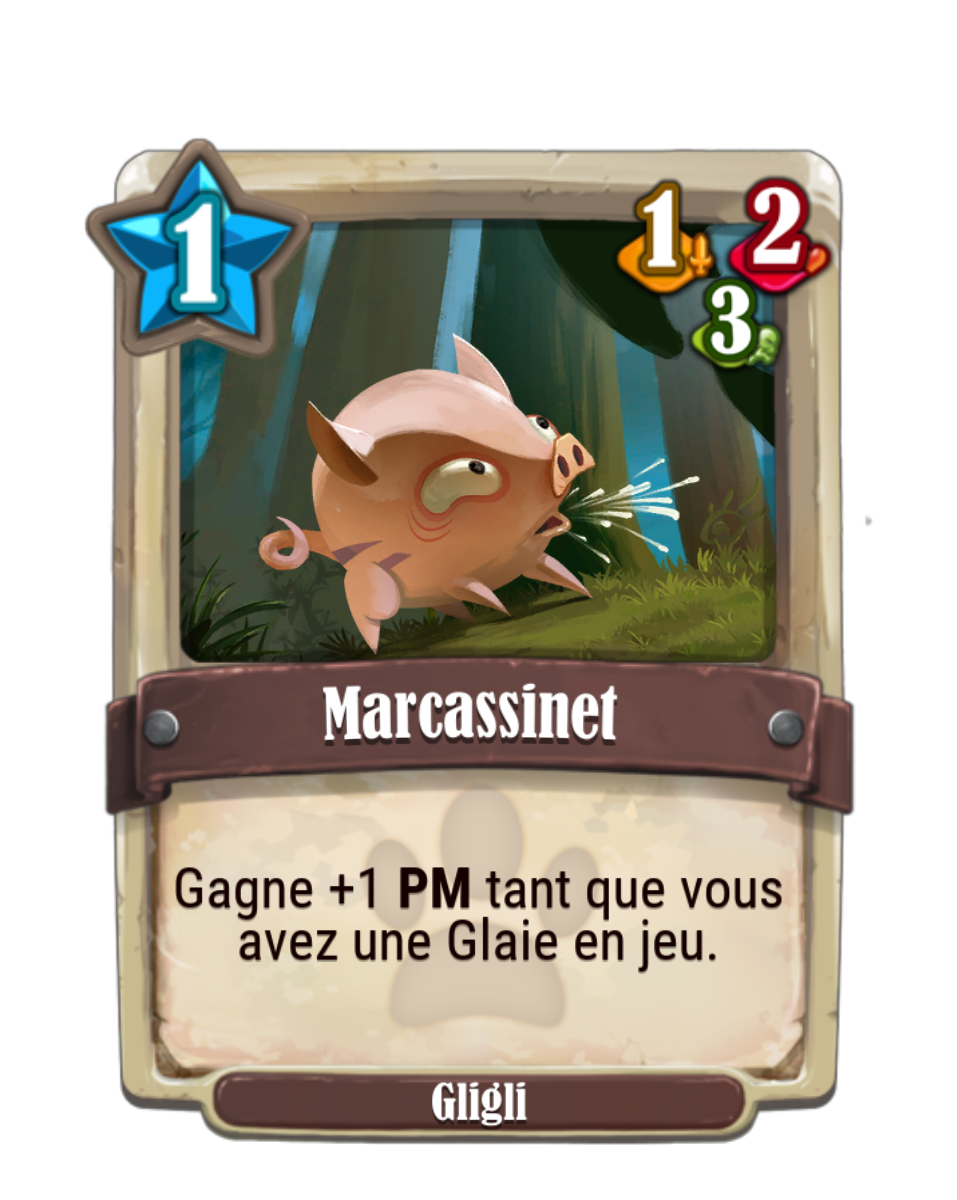 1
1
2
3
Marcassinet
Gagne +1 PM tant que vous
avez une Glaie en jeu.
Gligli